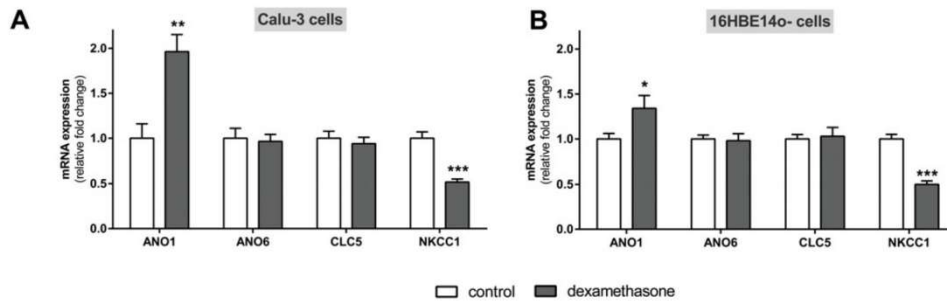 A
Calu-3 cells
mRNA expression
(relative fold change)
2.0
1.5
1.0
0.5
0.0
**
***
ANO1 ANO6 CLC5 NKCC1
B
16HBE14o- cells
mRNA expression
(relative fold change)
2.0
1.5
1.0
0.5
0.0
*
***
ANO1 ANO6 CLC5 NKCC1
control dexamethasone